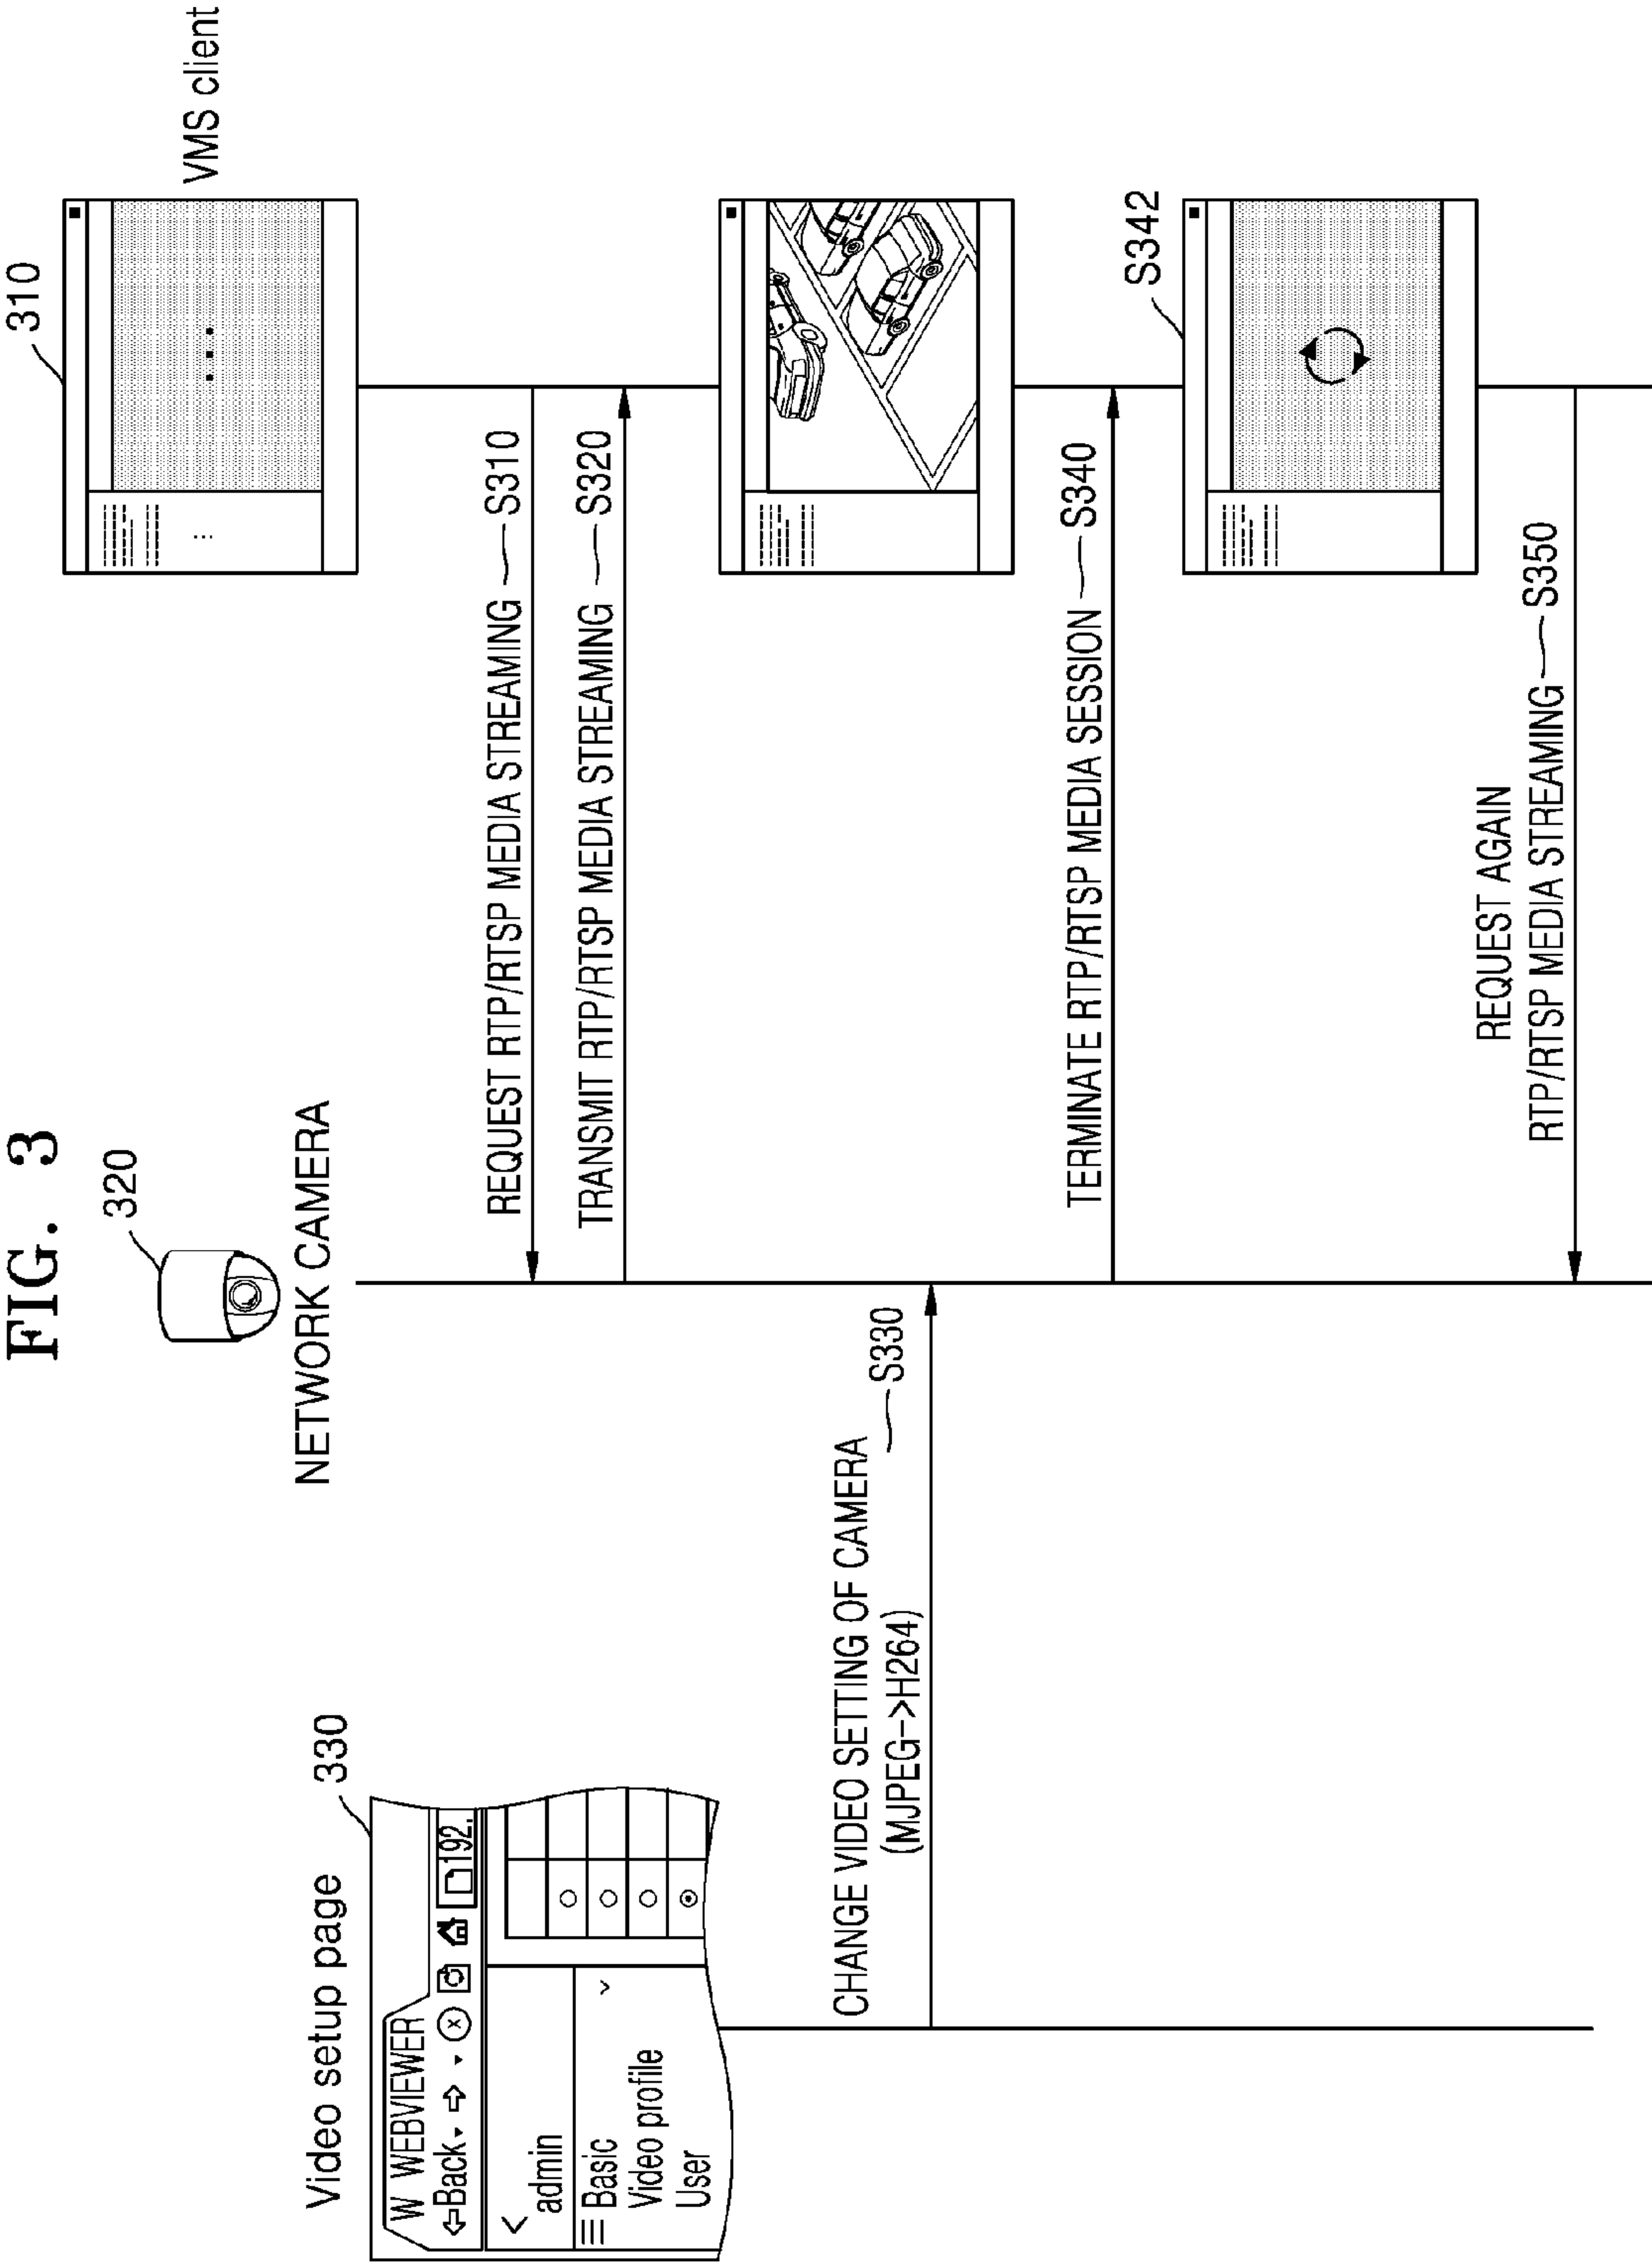 FIG. 3
Video setup page
330
W WEBVIEWER
Back
192.
admin
Basic
Video profile
User
320
NETWORK CAMERA
310
VMS client
REQUEST RTP/RTSP MEDIA STREAMING
S310
TRANSMIT RTP/RTSP MEDIA STREAMING
S320
CHANGE VIDEO SETTING OF CAMERA
(MJPEG->H264)
S330
TERMINATE RTP/RTSP MEDIA SESSION
S340
S342
REQUEST AGAIN
RTP/RTSP MEDIA STREAMING
S350